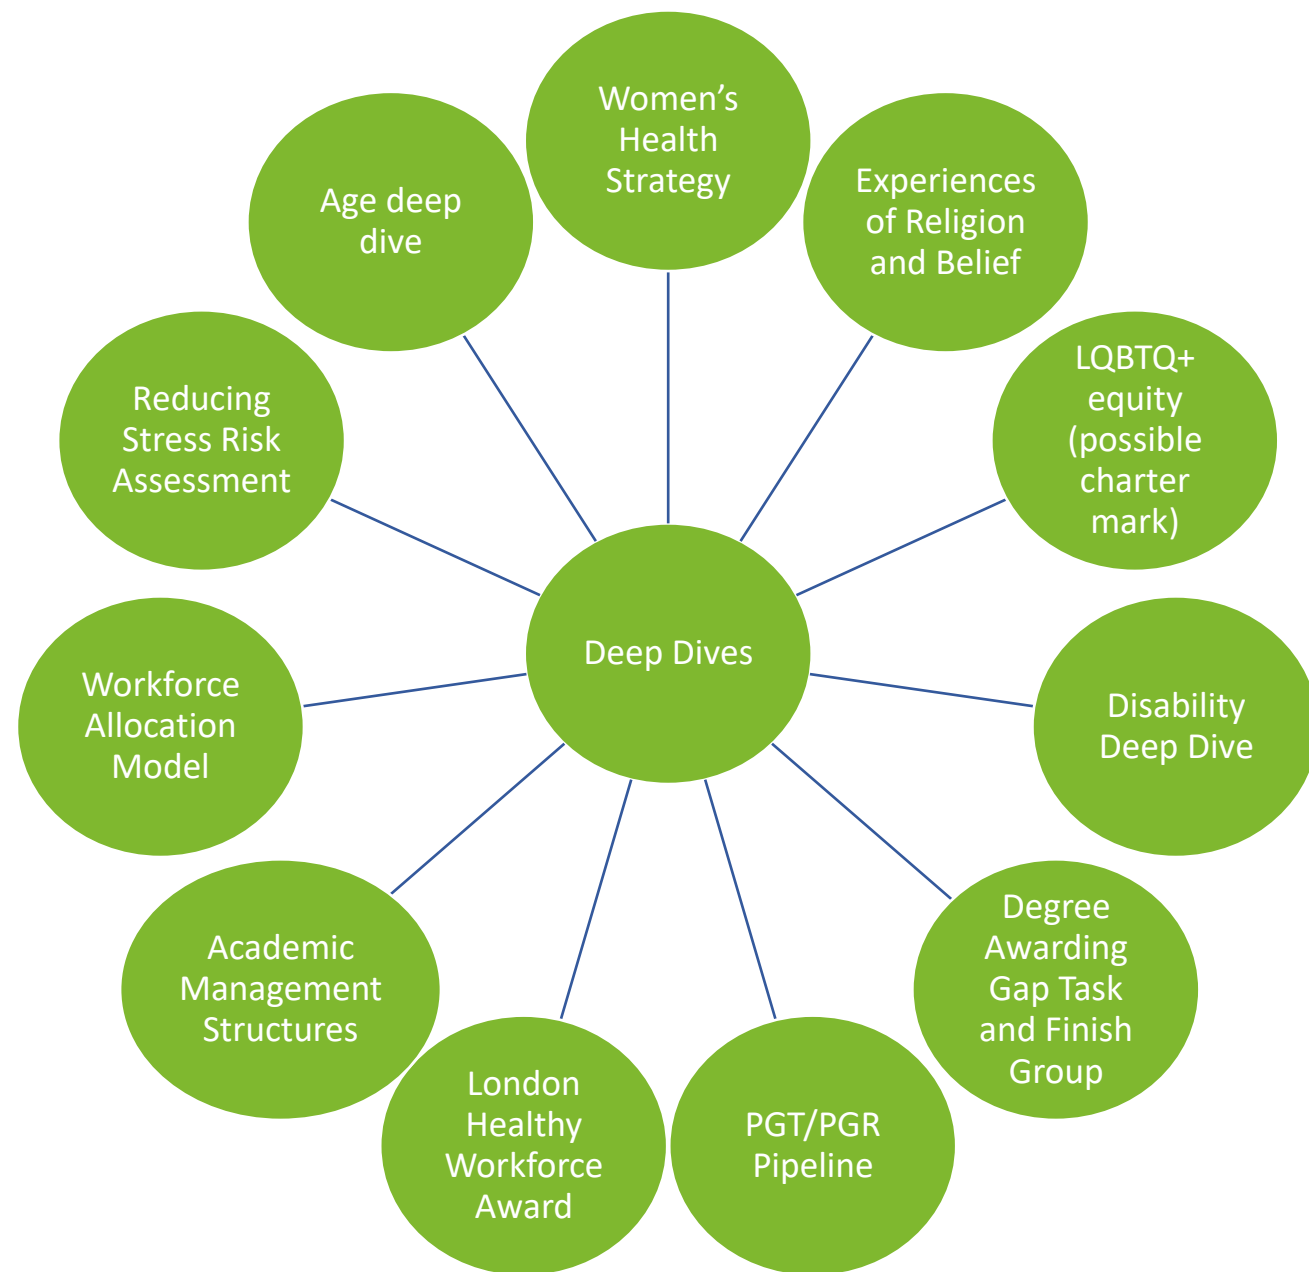 Women’s
Health
Strategy
Experiences
of Religion
and Belief
LQBTQ+
equity
(possible
charter
mark)
Disability
Deep Dive
Degree
Awarding
Gap Task
and Finish
Group
PGT/PGR
Pipeline
London
Healthy
Workforce
Award
Academic
Management
Structures
Workforce
Allocation
Model
Reducing
Stress Risk
Assessment
Age deep
dive
Deep Dives